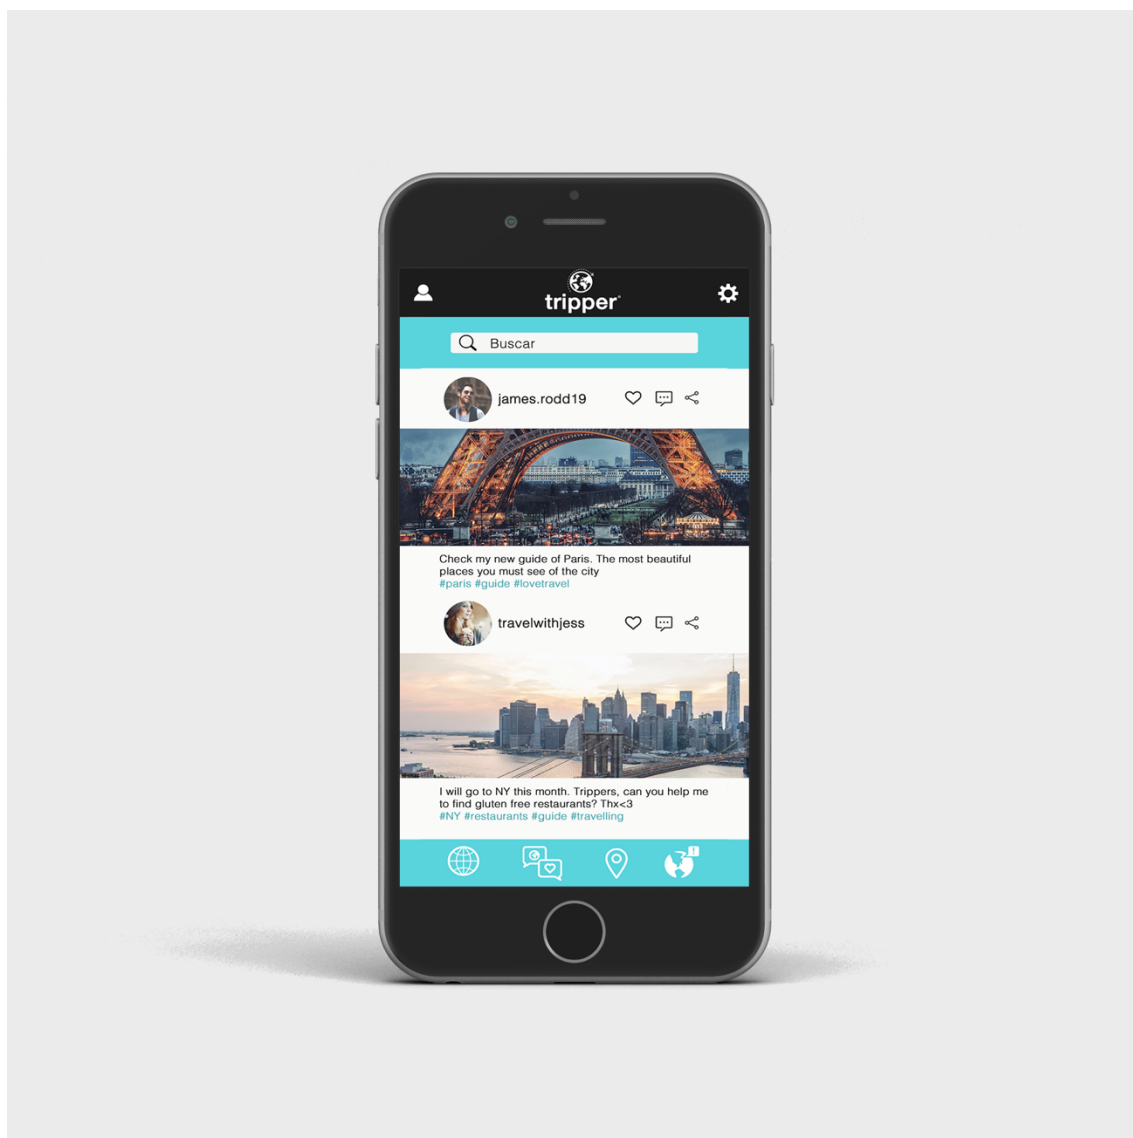 tripper
Buscar
james.rodd19
Check my new guide of Paris. The most beautiful
places you must see of the city
#paris #guide #lovetravel
travelwithjess
I will go to NY this month. Trippers, can you help me
to find gluten free restaurants? Thx<3
#NY #restaurants #guide #travelling